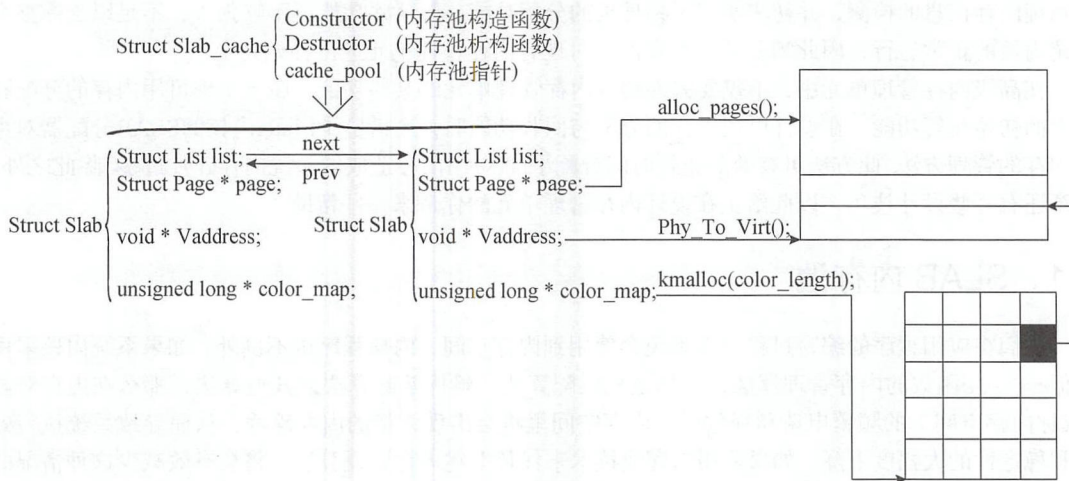 Constructor (内存池构造函数)
Struct Slab_cache Destructor (内存池析构函数)
cache_pool (内存池指针)
alloc_pages();
Struct List list; next Struct List list;
prev
Struct Page * page; Struct Page * page;
Struct Slab void * Vaddress; Struct Slab void * Vaddress; Phy_To_Virt();
unsigned long * color_map; unsigned long * color_map; kmalloc(color_length);